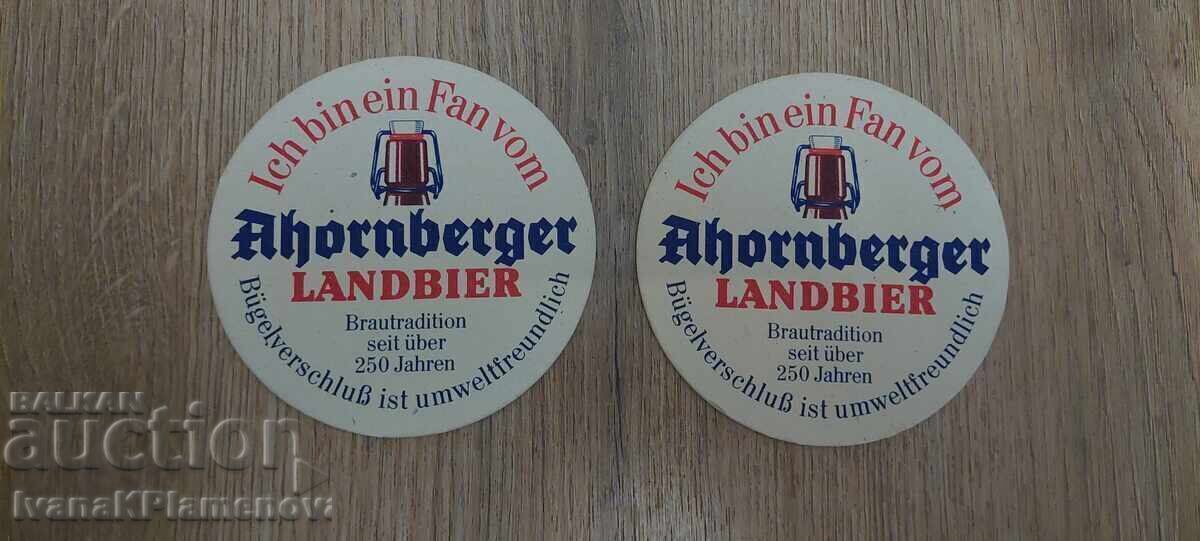 Ich bin ein Fan vom
Ahornberger
LANDBIER
Brautradition
seit über
250 Jahren
Bügelverschluß ist umweltfreundlich
Ich bin ein Fan vom
Ahornberger
LANDBIER
Brautradition
seit über
250 Jahren
Bügelverschluß ist umweltfreundlich
BALKAN
auction
IvanaKPlamenova